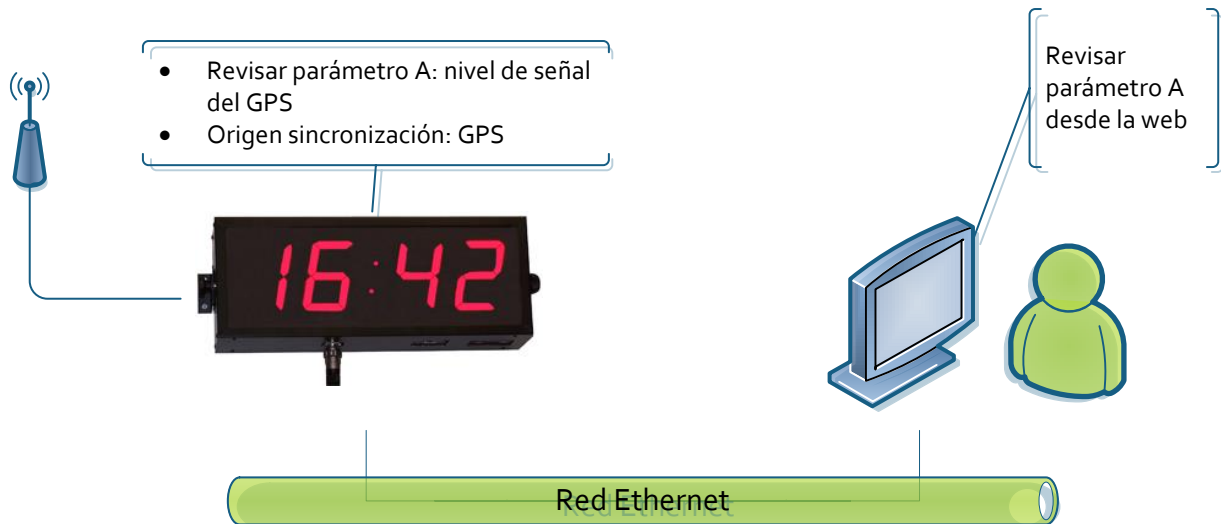 • Revisar parámetro A: nivel de señal
del GPS
• Origen sincronización: GPS
Revisar
parámetro A
desde la web
16:42
Red Ethernet